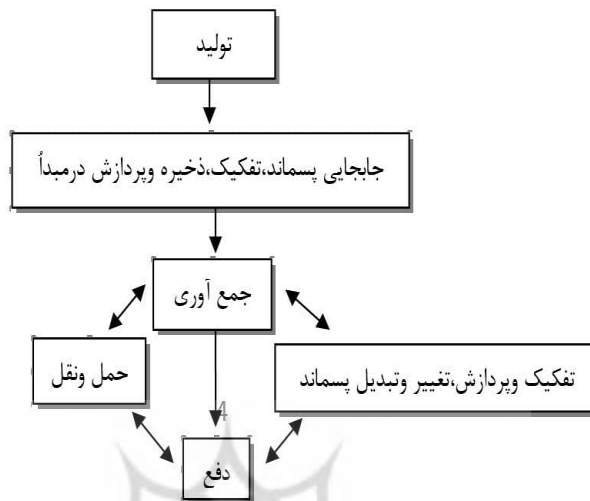 تولید
جابجایی پسماند،تفکیک،ذخیره وپردازش درمبدأ
جمع آوری
حمل ونقل
تفکیک وپردازش،تغییر وتبدیل پسماند
4
دفع